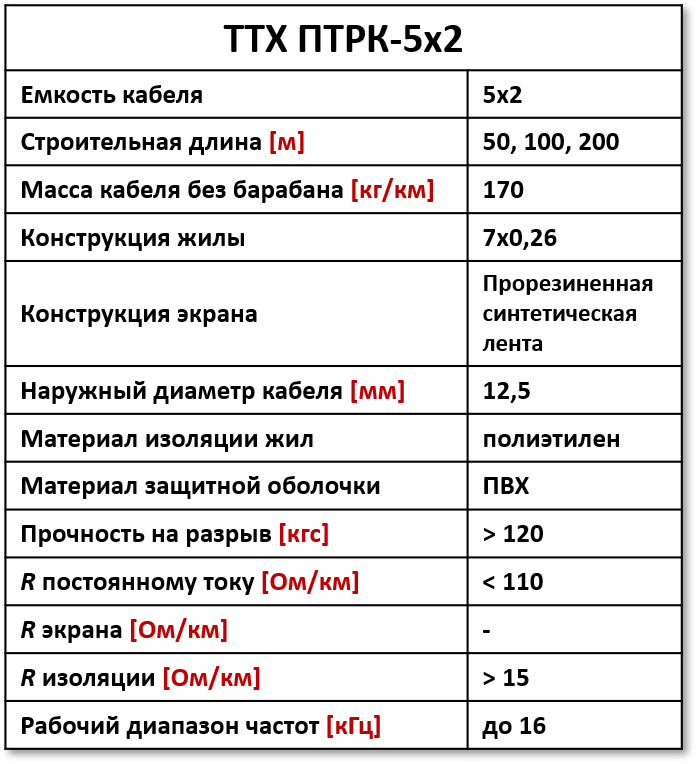 ТТХ ПТРК-5х2
Емкость кабеля 5х2
Строительная длина [м] 50, 100, 200
Масса кабеля без барабана [кг/км] 170
Конструкция жилы 7х0,26
Конструкция экрана Прорезиненная
синтетическая
лента
Наружный диаметр кабеля [мм] 12,5
Материал изоляции жил полиэтилен
Материал защитной оболочки ПВХ
Прочность на разрыв [кгс] > 120
R постоянному току [Ом/км] < 110
R экрана [Ом/км] -
R изоляции [Ом/км] > 15
Рабочий диапазон частот [кГц] до 16